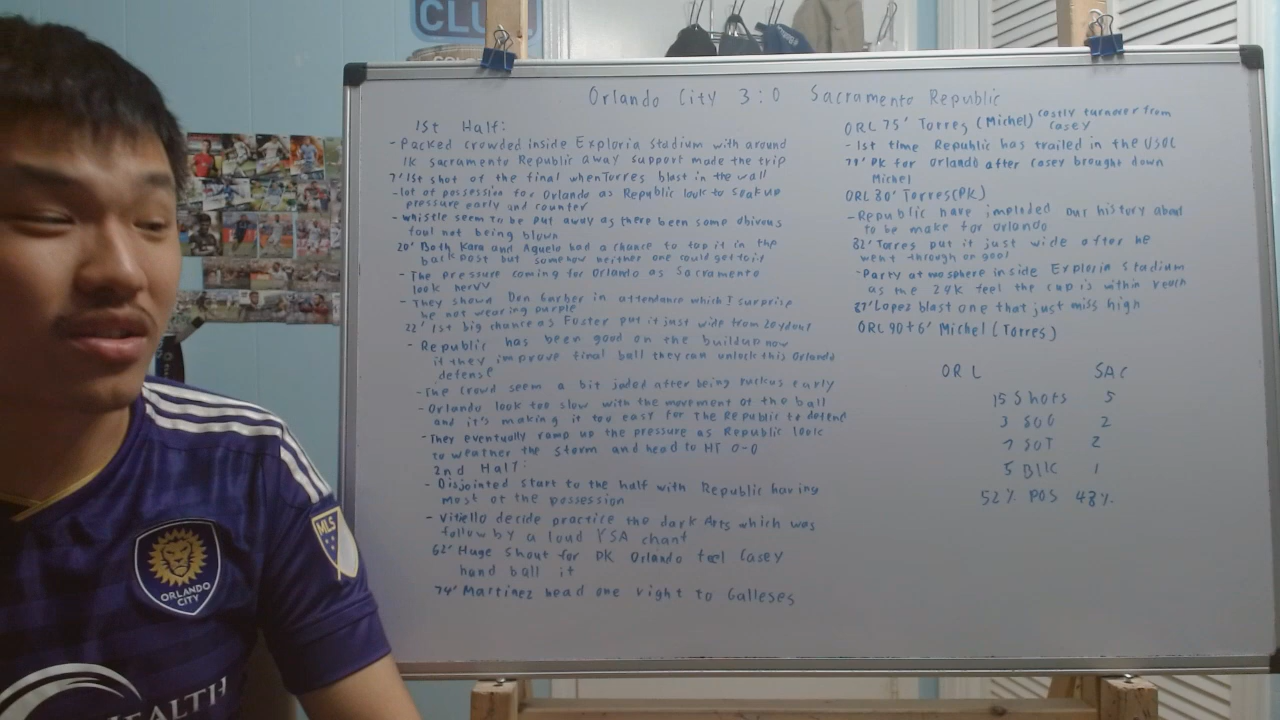 CLU
Orlando City 3:0 Sacramento Republic
1st Half:
- Packed crowded inside Exploria Stadium with around
1K Sacramento Republic away support made the trip
7' 1st shot of the final when Torres blast in the wall
- lot of possession for Orlando as Republic look to soak up
pressure early and counter
- whistle seem to be put away as there been some obvious
foul not being blown
20' Both Kara and Agudo had a chance to tap it in the
back post but somehow neither one could get to it
- The pressure coming for Orlando as Sacramento
look nervy
- They shown Don Garber in attendance which I surprise
he not wearing purple
22' 1st big chance as Foster put it just wide from 20 yd out
- Republic has been good on the buildup now
if they improve final ball they can unlock this Orlando
defense
- The crowd seem a bit jaded after being ruckus early
- Orlando look too slow with the movement of the ball
and it's making it too easy for the Republic to defend
- They eventually ramp up the pressure as Republic look
to weather the storm and head to HT 0-0
2nd Half:
- Disjointed start to the half with Republic having
most of the possession
- Vitiello decide practice the dark Arts which was
follow by a loud YSA chant
62' Huge shout for PK Orlando feel Casey
hand ball it
74' Martinez head one right to Galleses
ORL 75' Torres (Michel) costly turnover from
Casey
- 1st time Republic has trailed in the USOC
79' PK for Orlando after Casey brought down
Michel
ORL 80' Torres (PK)
- Republic have imploded our history about
to be make for Orlando
82' Torres put it just wide after he
went through on goal
- Party atmosphere inside Exploria Stadium
as the 24K feel the cup is within reach
87' Lopes blast one that just miss high
ORL 90+6' Michel (Torres)
ORL SAC
15 Shots 5
3 SOG 2
7 SOT 2
5 Blk 1
52% POS 48%
MLS
ORLANDO
CITY
HEALTH